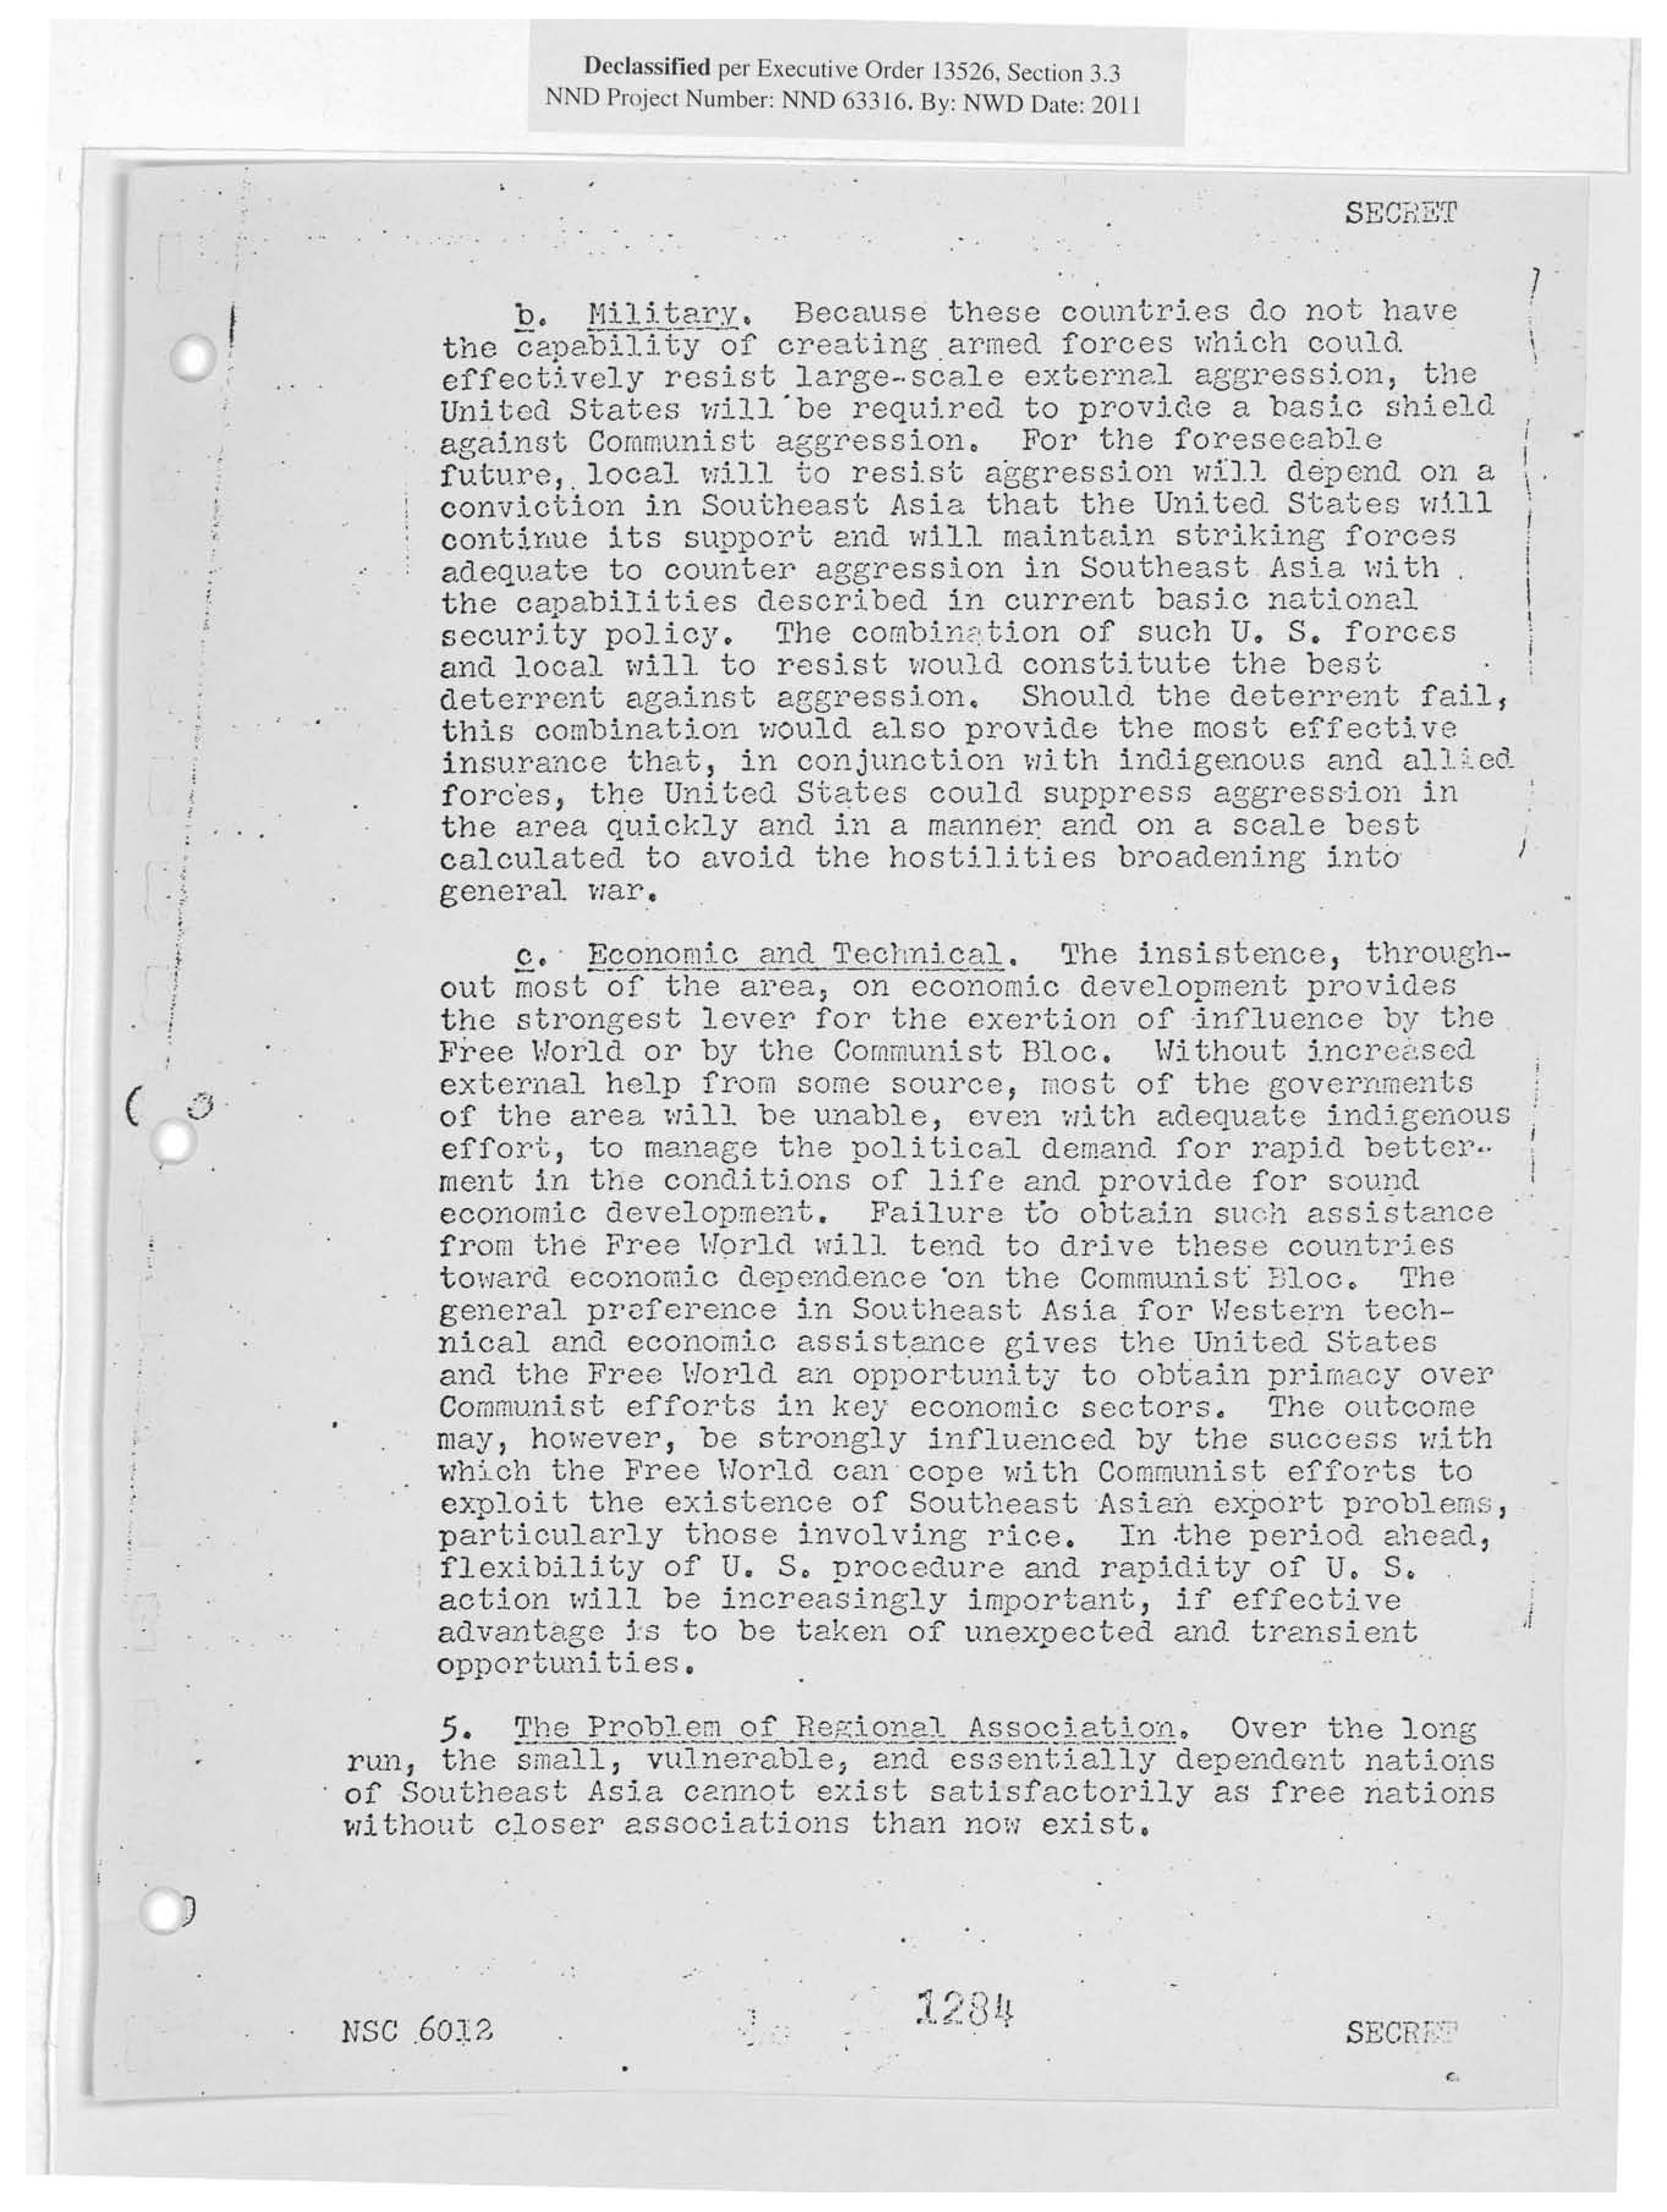 Declassified per Executive Order 13526, Section 3.3
NND Project Number: NND 63316. By: NWD Date: 2011
SECRET
b. Military. Because these countries do not have
the capability of creating armed forces which could
effectively resist large-scale external aggression, the
United States will be required to provide a basic shield
against Communist aggression. For the foreseeable
future, local will to resist aggression will depend on a
conviction in Southeast Asia that the United States will
continue its support and will maintain striking forces
adequate to counter aggression in Southeast Asia with
the capabilities described in current basic national
security policy. The combination of such U. S. forces
and local will to resist would constitute the best
deterrent against aggression. Should the deterrent fail,
this combination would also provide the most effective
insurance that, in conjunction with indigenous and allied
forces, the United States could suppress aggression in
the area quickly and in a manner and on a scale best
calculated to avoid the hostilities broadening into
general war.
c. Economic and Technical. The insistence, through-
out most of the area, on economic development provides
the strongest lever for the exertion of influence by the
Free World or by the Communist Bloc. Without increased
external help from some source, most of the governments
of the area will be unable, even with adequate indigenous
effort, to manage the political demand for rapid better-
ment in the conditions of life and provide for sound
economic development. Failure to obtain such assistance
from the Free World will tend to drive these countries
toward economic dependence on the Communist Bloc. The
general preference in Southeast Asia for Western tech-
nical and economic assistance gives the United States
and the Free World an opportunity to obtain primacy over
Communist efforts in key economic sectors. The outcome
may, however, be strongly influenced by the success with
which the Free World can cope with Communist efforts to
exploit the existence of Southeast Asian export problems,
particularly those involving rice. In the period ahead,
flexibility of U. S. procedure and rapidity of U. S.
action will be increasingly important, if effective
advantage is to be taken of unexpected and transient
opportunities.
5. The Problem of Regional Association. Over the long
run, the small, vulnerable, and essentially dependent nations
of Southeast Asia cannot exist satisfactorily as free nations
without closer associations than now exist.
1284
NSC 6012
SECRET